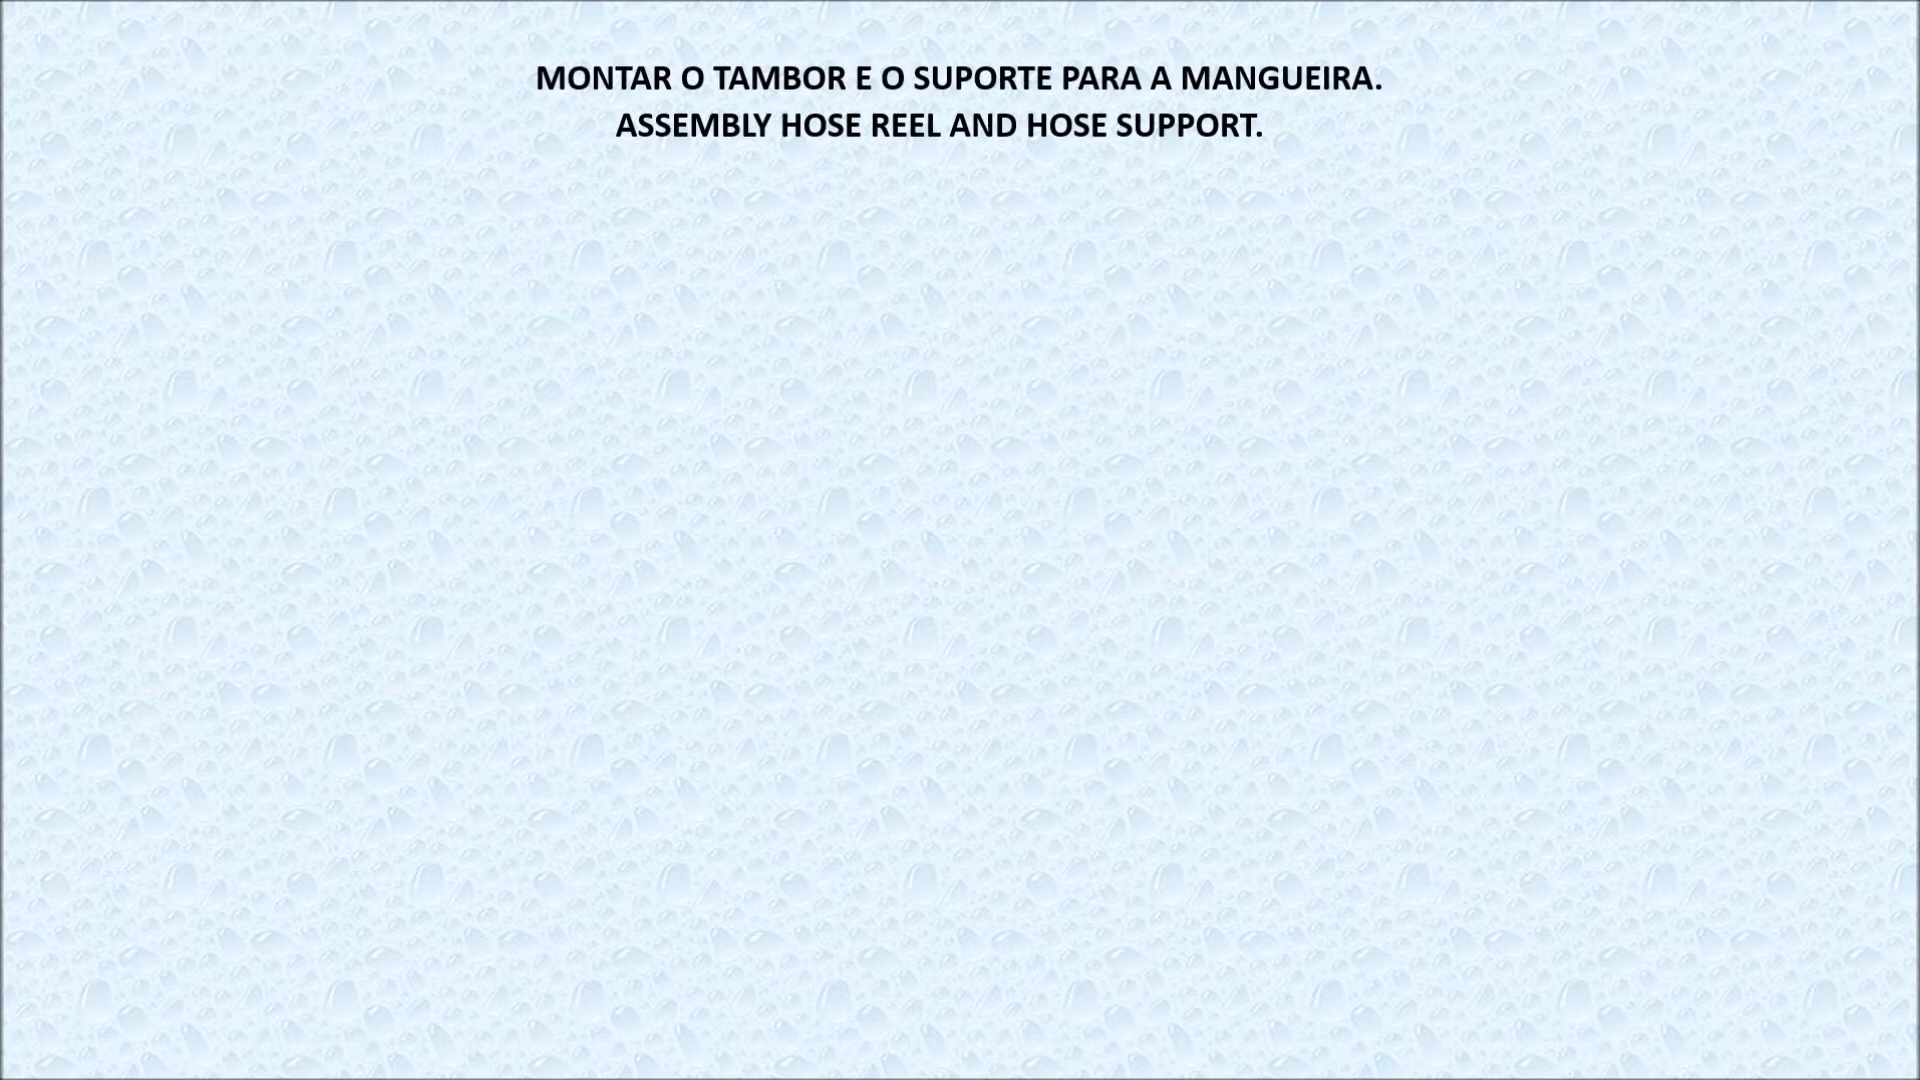 MONTAR O TAMBOR E O SUPORTE PARA A MANGUEIRA.
ASSEMBLY HOSE REEL AND HOSE SUPPORT.